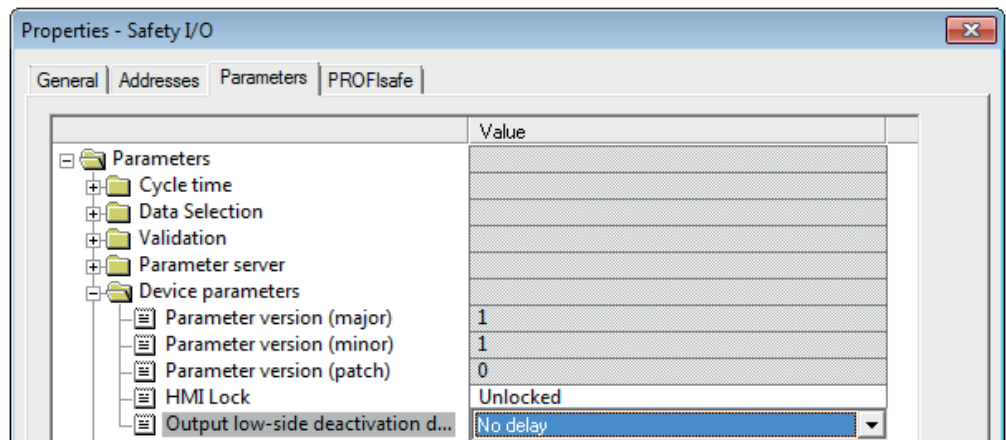 Properties - Safety I/O
General Addresses Parameters PROFIsafe
Value
Parameters
Cycle time
Data Selection
Validation
Parameter server
Device parameters
Parameter version (major) 1
Parameter version (minor) 1
Parameter version (patch) 0
HMI Lock Unlocked
Output low-side deactivation d... No delay